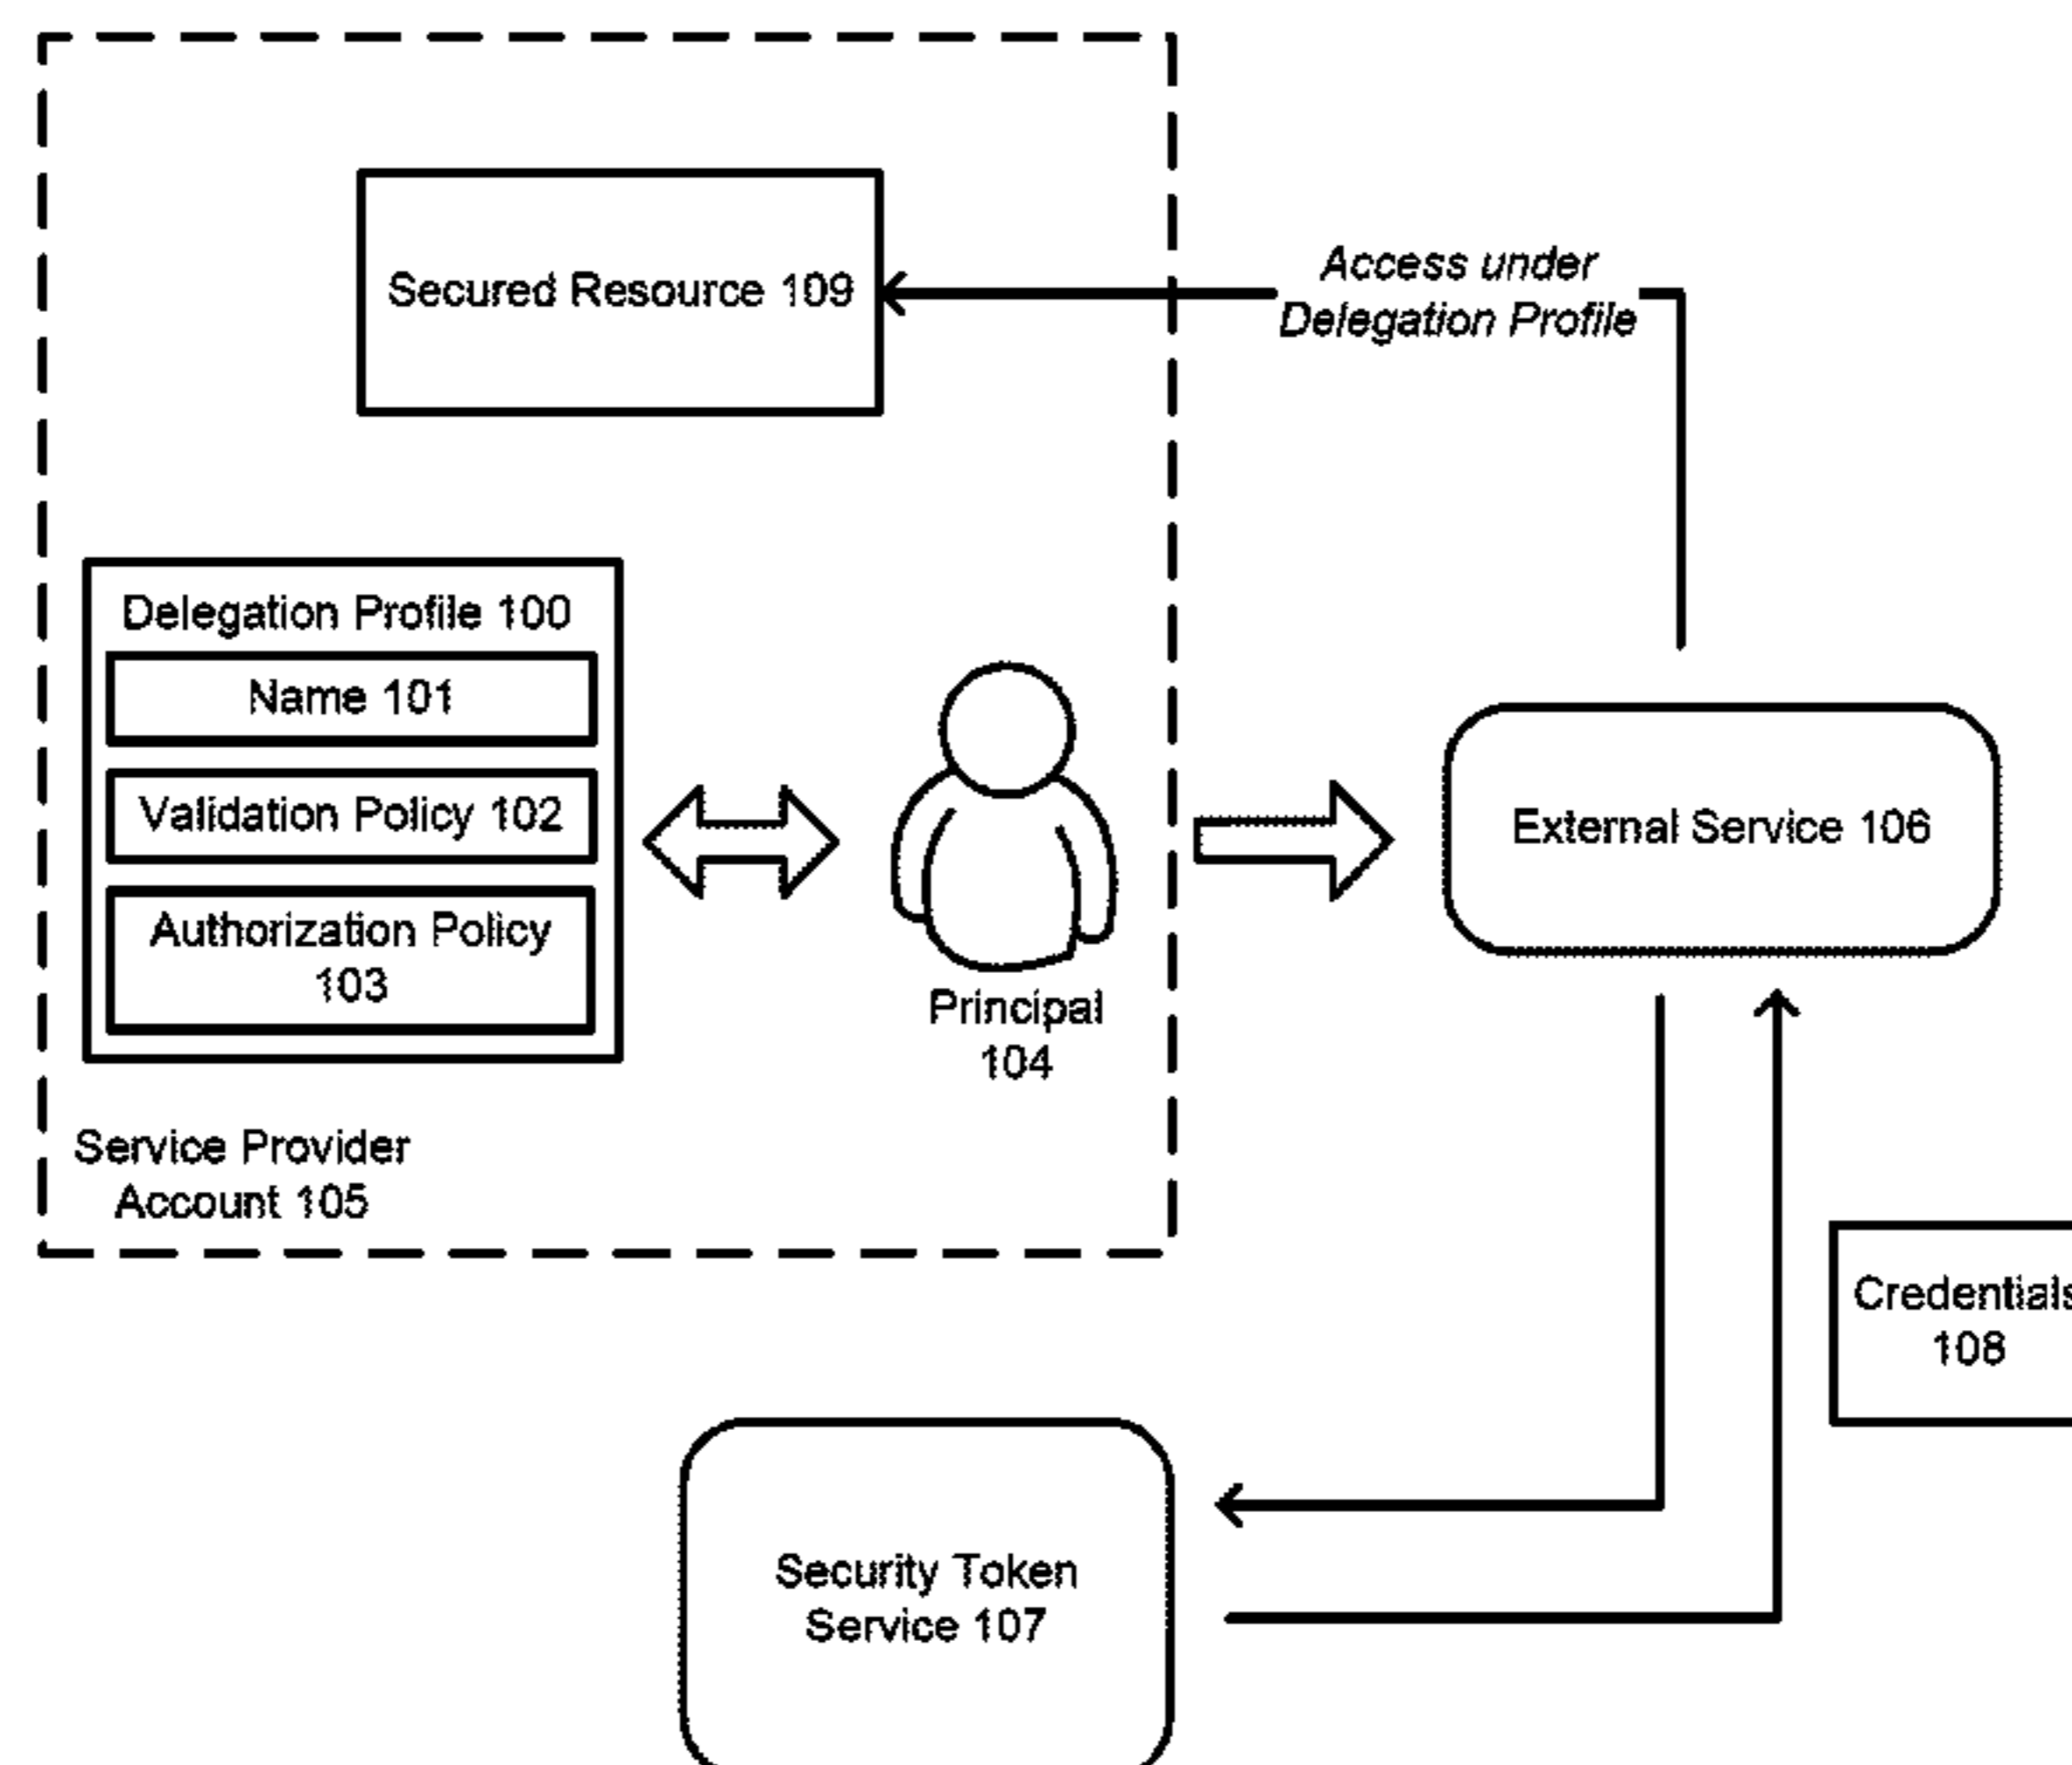 Secured Resource 109
Access under
Delegation Profile
Delegation Profile 100
Name 101
Validation Policy 102
Authorization Policy
103
Principal
104
External Service 106
Service Provider
Account 105
Credentials
108
Security Token
Service 107